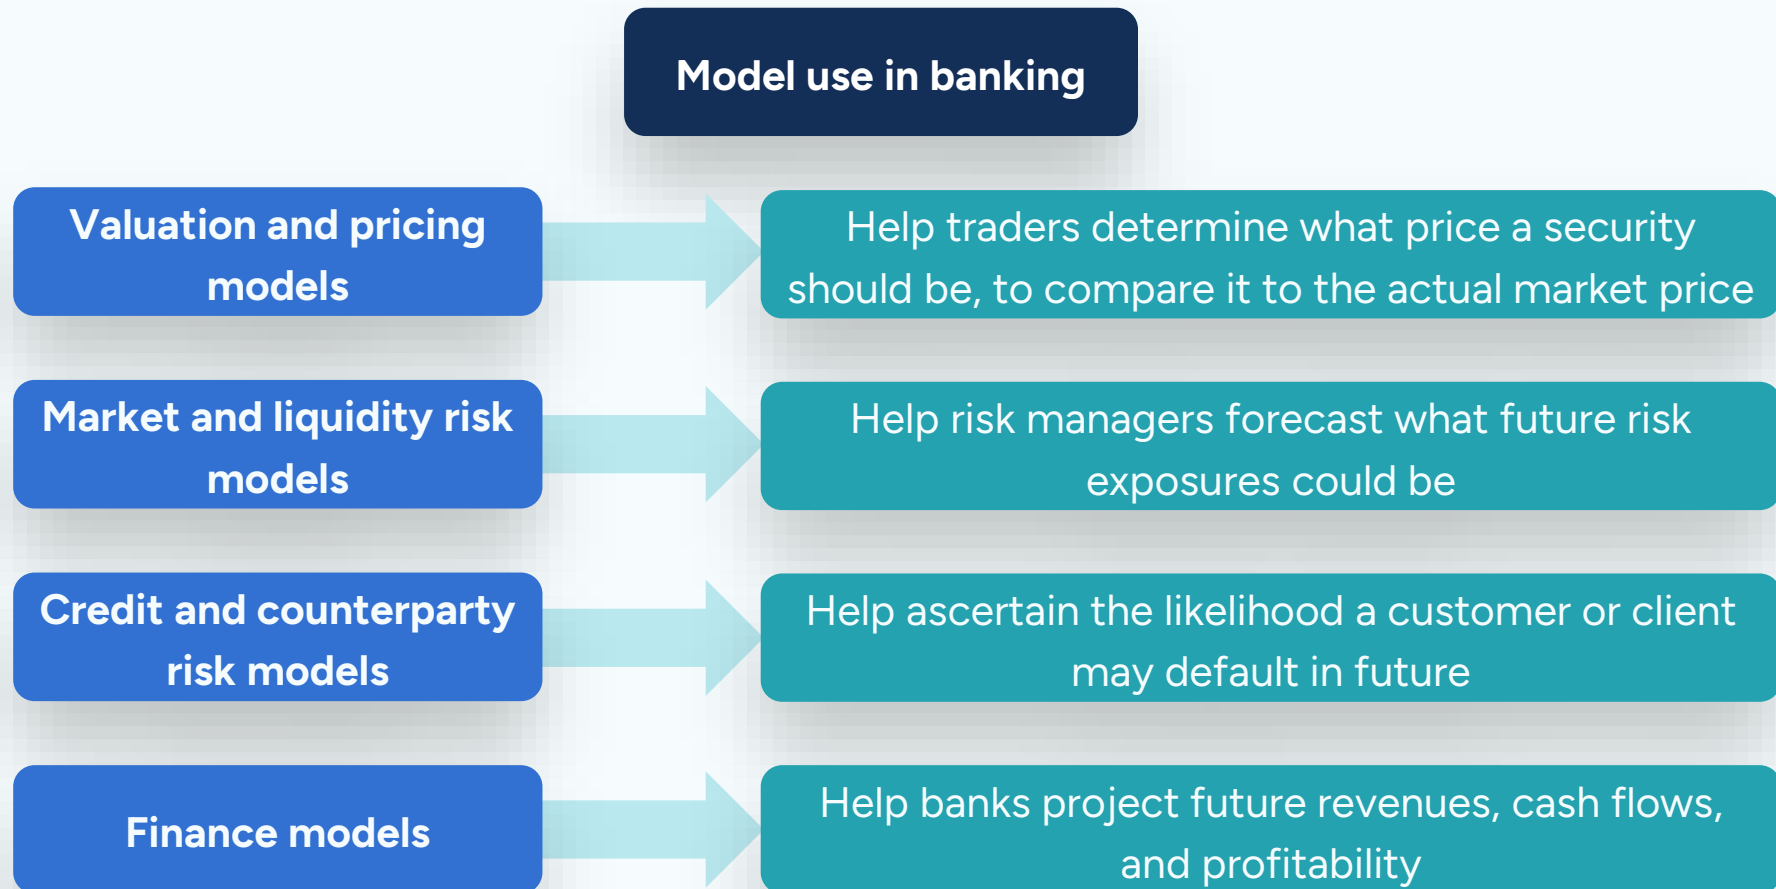 Model use in banking
Valuation and pricing
models
Help traders determine what price a security
should be, to compare it to the actual market price
Market and liquidity risk
models
Help risk managers forecast what future risk
exposures could be
Credit and counterparty
risk models
Help ascertain the likelihood a customer or client
may default in future
Finance models
Help banks project future revenues, cash flows,
and profitability